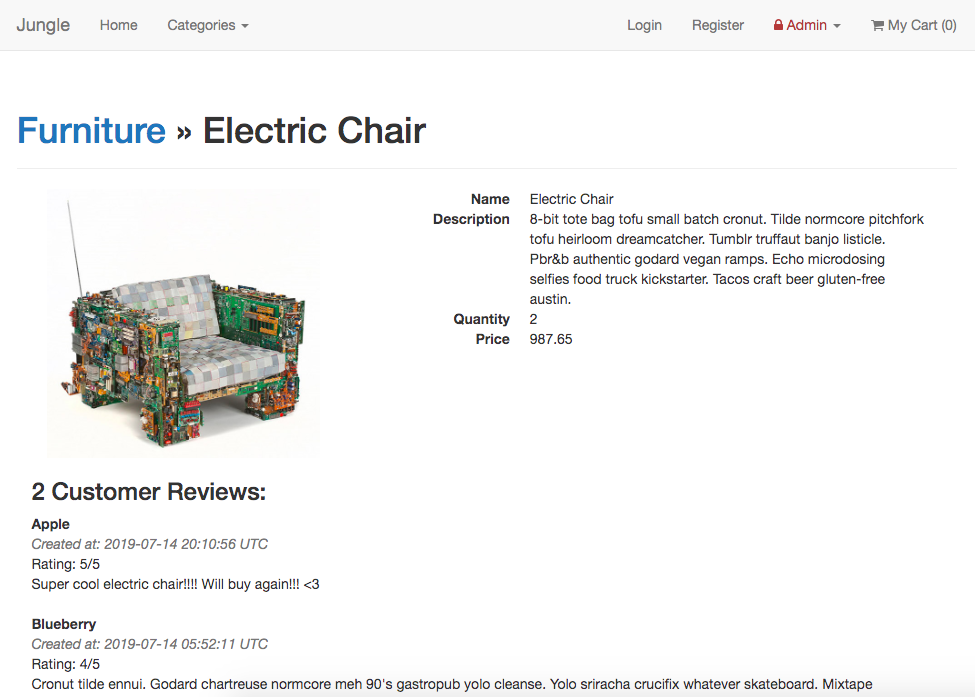 Jungle Home Categories Login Register Admin My Cart (0)
Furniture » Electric Chair
Name Electric Chair
Description 8-bit tote bag tofu small batch cronut. Tilde normcore pitchfork
tofu heirloom dreamcatcher. Tumblr truffaut banjo listicle.
Pbr&b authentic godard vegan ramps. Echo microdosing
selfies food truck kickstarter. Tacos craft beer gluten-free
austin.
Quantity 2
Price 987.65
2 Customer Reviews:
Apple
Created at: 2019-07-14 20:10:56 UTC
Rating: 5/5
Super cool electric chair!!!! Will buy again!!! <3
Blueberry
Created at: 2019-07-14 05:52:11 UTC
Rating: 4/5
Cronut tilde ennui. Godard chartreuse normcore meh 90's gastropub yolo cleanse. Yolo sriracha crucifix whatever skateboard. Mixtape